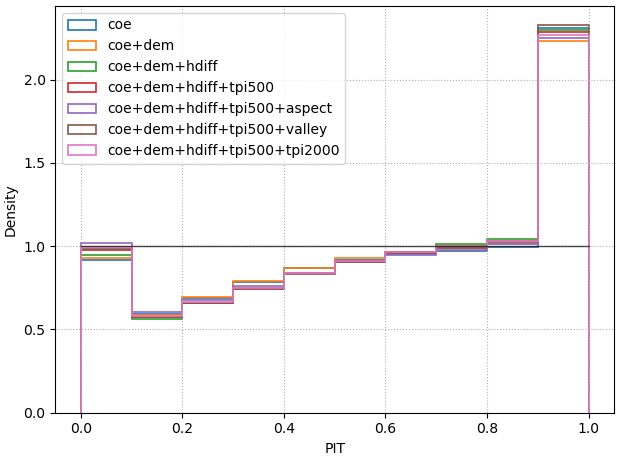 coe
coe+dem
coe+dem+hdiff
coe+dem+hdiff+tpi500
coe+dem+hdiff+tpi500+aspect
coe+dem+hdiff+tpi500+valley
coe+dem+hdiff+tpi500+tpi2000
Density
2.0
1.5
1.0
0.5
0.0
0.0 0.2 0.4 0.6 0.8 1.0
PIT